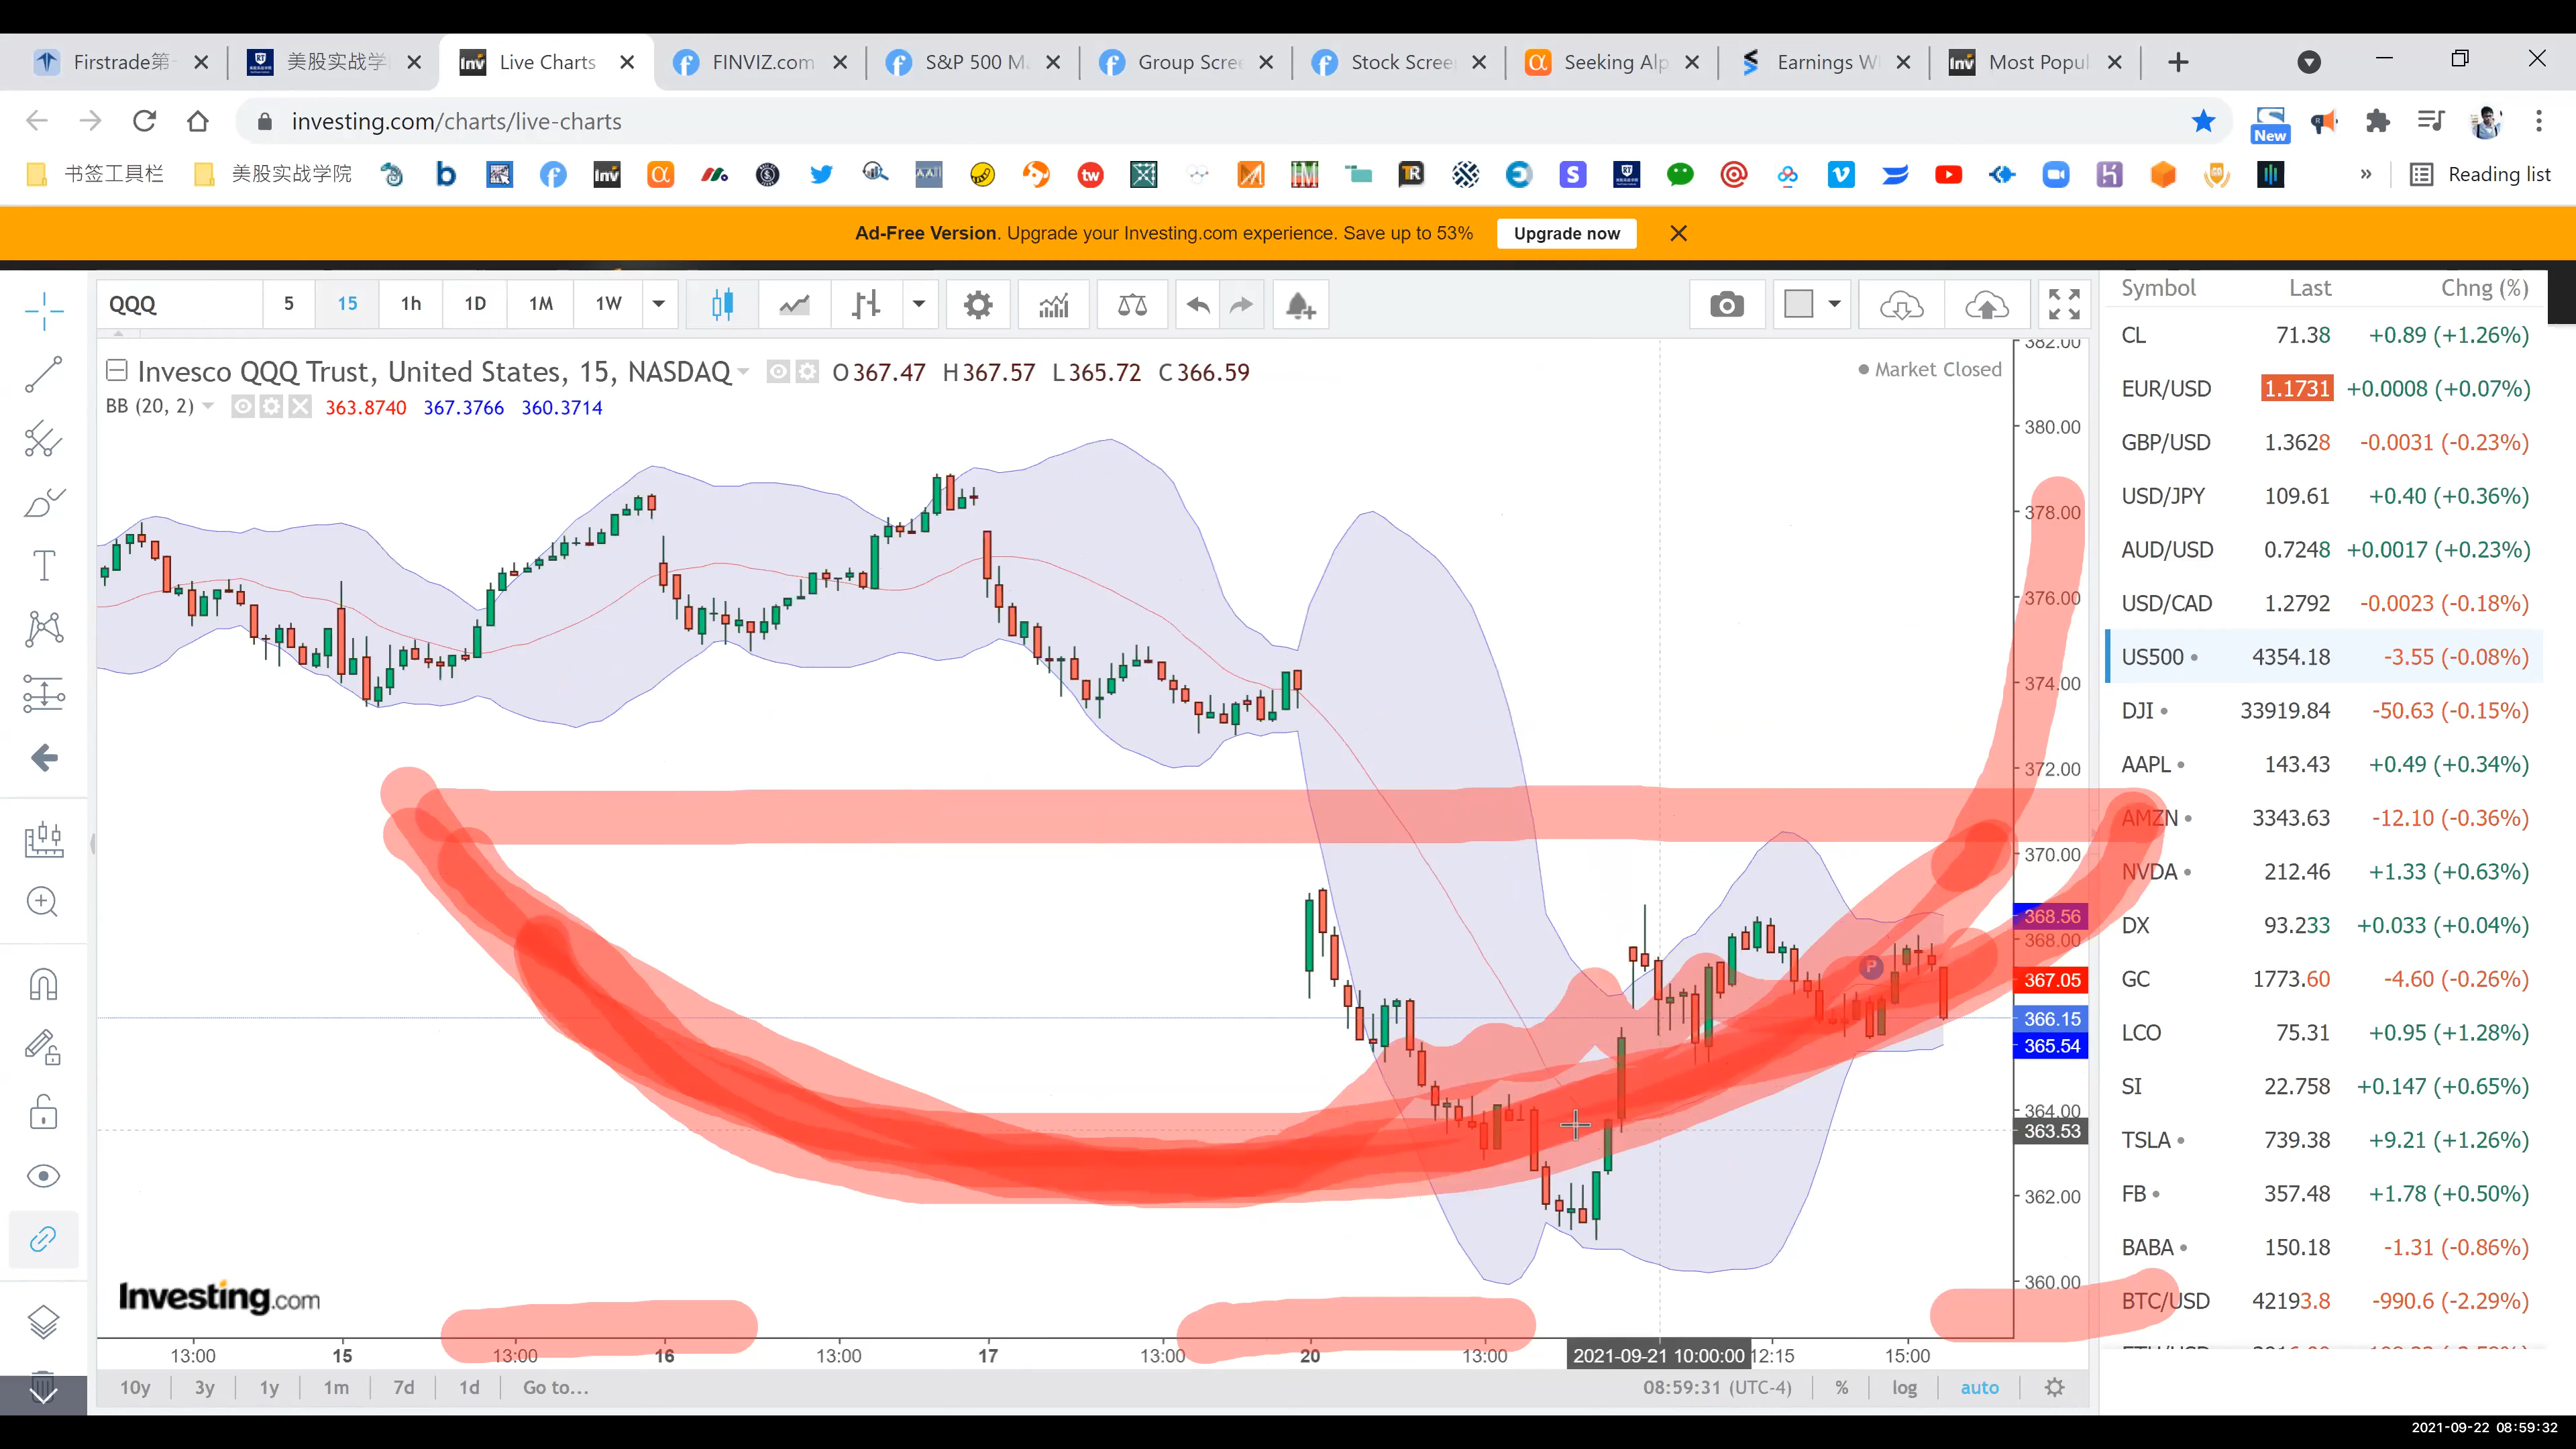 Firstrade第 美股实战学 Live Charts FINVIZ.com S&P 500 M Group Scre Stock Scree Seeking Alp Earnings W Most Popul
investing.com/charts/live-charts
New
书签工具栏 美股实战学院 Reading list
Ad-Free Version. Upgrade your Investing.com experience. Save up to 53% Upgrade now
QQQ 5 15 1h 1D 1M 1W
Invesco QQQ Trust, United States, 15, NASDAQ O367.47 H367.57 L365.72 C366.59
Market Closed
BB (20, 2) 363.8740 367.3766 360.3714
382.00
380.00
378.00
376.00
374.00
372.00
370.00
368.56
368.00
367.05
366.15
365.54
364.00
363.53
362.00
360.00
P
Investing.com
13:00 15 13:00 16 13:00 17 13:00 20 13:00 2021-09-21 10:00:00 12:15 15:00
10y 3y 1y 1m 7d 1d Go to... 08:59:31 (UTC-4) % log auto
Symbol Last Chng (%)
CL 71.38 +0.89 (+1.26%)
EUR/USD 1.1731 +0.0008 (+0.07%)
GBP/USD 1.3628 -0.0031 (-0.23%)
USD/JPY 109.61 +0.40 (+0.36%)
AUD/USD 0.7248 +0.0017 (+0.23%)
USD/CAD 1.2792 -0.0023 (-0.18%)
US500 4354.18 -3.55 (-0.08%)
DJI 33919.84 -50.63 (-0.15%)
AAPL 143.43 +0.49 (+0.34%)
AMZN 3343.63 -12.10 (-0.36%)
NVDA 212.46 +1.33 (+0.63%)
DX 93.233 +0.033 (+0.04%)
GC 1773.60 -4.60 (-0.26%)
LCO 75.31 +0.95 (+1.28%)
SI 22.758 +0.147 (+0.65%)
TSLA 739.38 +9.21 (+1.26%)
FB 357.48 +1.78 (+0.50%)
BABA 150.18 -1.31 (-0.86%)
BTC/USD 42193.8 -990.6 (-2.29%)
2021-09-22 08:59:32